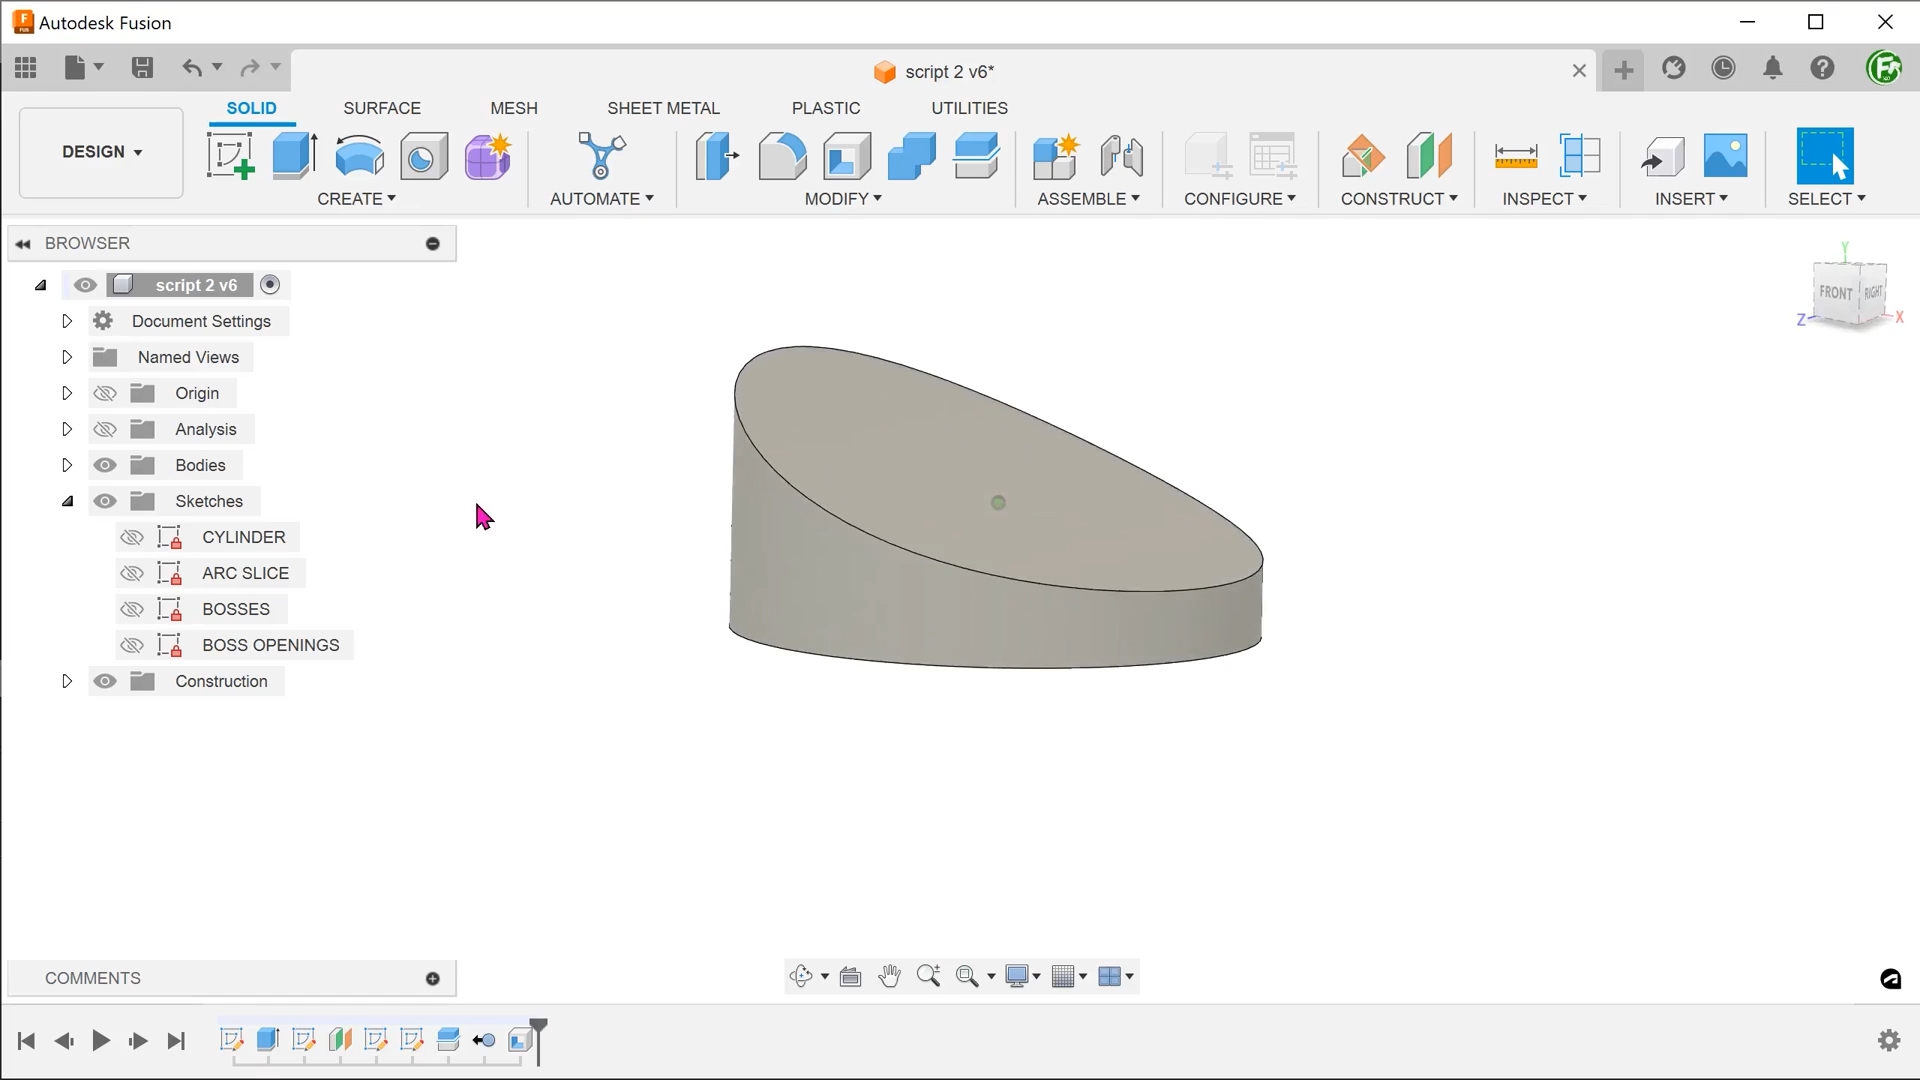 Autodesk Fusion
script 2 v6*
SOLID SURFACE MESH SHEET METAL PLASTIC UTILITIES
DESIGN
CREATE AUTOMATE MODIFY ASSEMBLE CONFIGURE CONSTRUCT INSPECT INSERT SELECT
BROWSER
script 2 v6
Document Settings
Named Views
Origin
Analysis
Bodies
Sketches
CYLINDER
ARC SLICE
BOSSES
BOSS OPENINGS
Construction
Y
FRONT RIGHT
Z X
COMMENTS